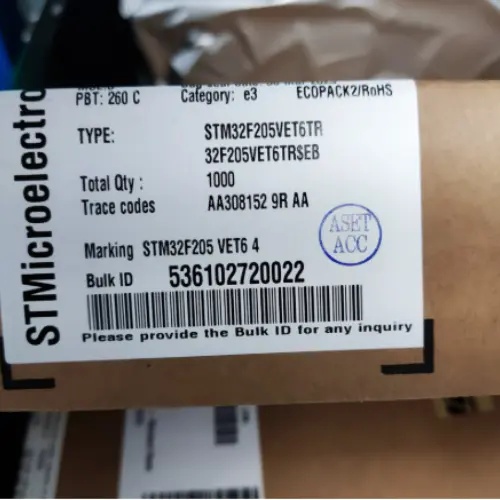 STMicroelectro
PBT: 260 C Category: e3 ECOPACK2/RoHS
TYPE: STM32F205VET6TR
32F205VET6TR$EB
Total Qty : 1000
Trace codes AA308152 9R AA
ASET
ACC
Marking STM32F205 VET6 4
Bulk ID 536102720022
Please provide the Bulk ID for any inquiry